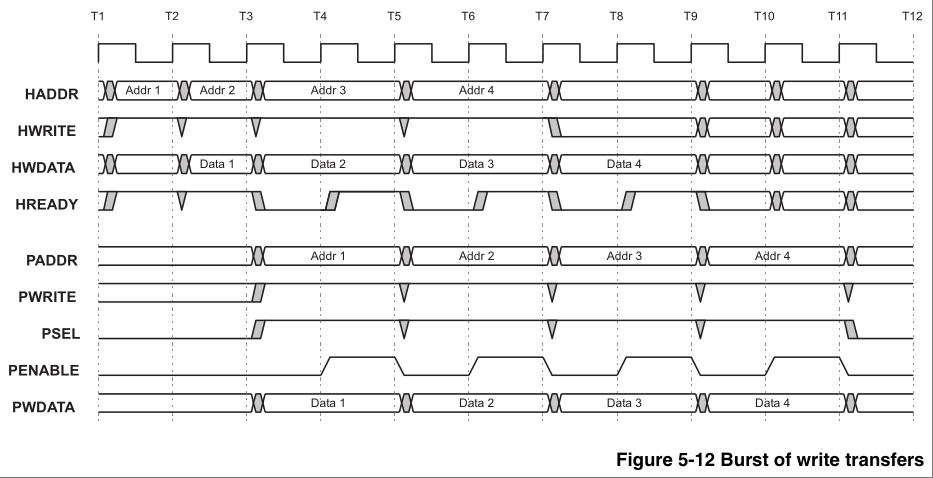 T1 T2 T3 T4 T5 T6 T7 T8 T9 T10 T11 T12
HADDR Addr 1 Addr 2 Addr 3 Addr 4
HWRITE
HWDATA Data 1 Data 2 Data 3 Data 4
HREADY
PADDR Addr 1 Addr 2 Addr 3 Addr 4
PWRITE
PSEL
PENABLE
PWDATA Data 1 Data 2 Data 3 Data 4
Figure 5-12 Burst of write transfers